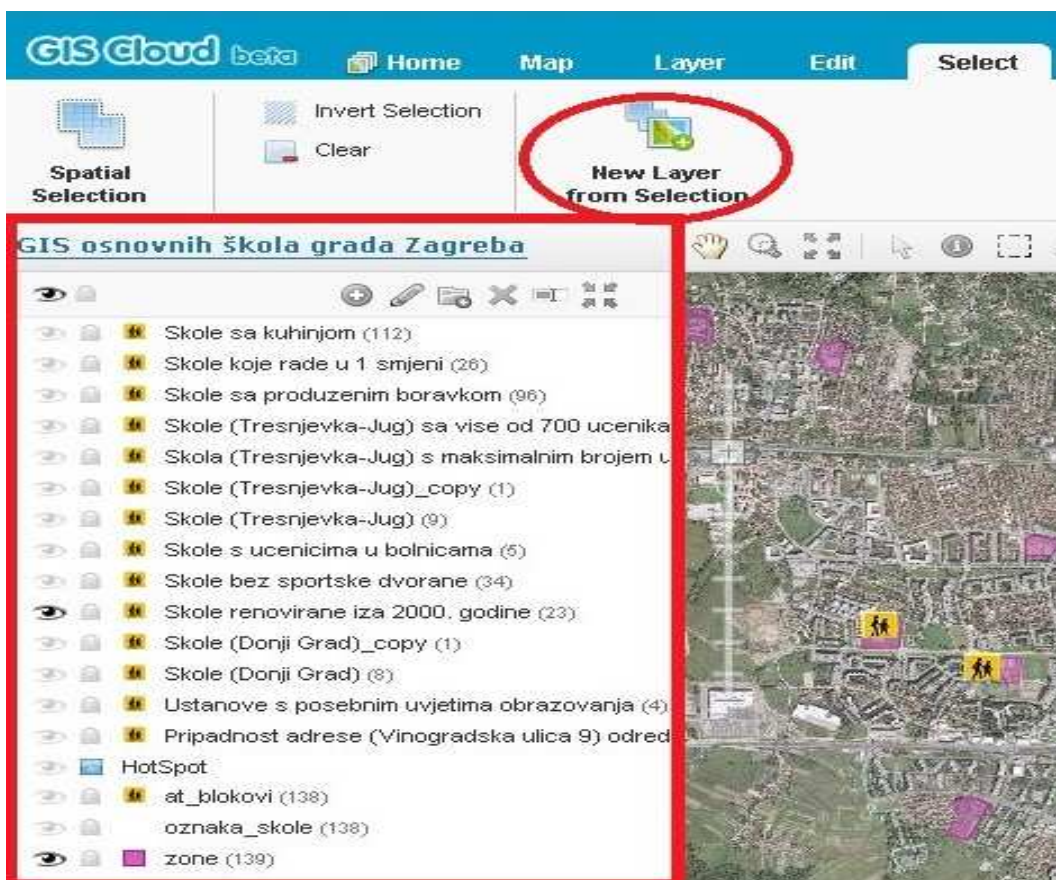 GIS Cloud beta
Home
Map
Layer
Edit
Select
Spatial
Selection
Invert Selection
Clear
New Layer
from Selection
GIS osnovnih škola grada Zagreba
Skole sa kuhinjom (112)
Skole koje rade u 1 smjeni (26)
Skole sa produzenim boravkom (96)
Skole (Tresnjevka-Jug) sa vise od 700 ucenika
Skola (Tresnjevka-Jug) s maksimalnim brojem u
Skole (Tresnjevka-Jug)_copy (1)
Skole (Tresnjevka-Jug) (9)
Skole s ucenicima u bolnicama (5)
Skole bez sportske dvorane (34)
Skole renovirane iza 2000. godine (23)
Skole (Donji Grad)_copy (1)
Skole (Donji Grad) (8)
Ustanove s posebnim uvjetima obrazovanja (4)
Pripadnost adrese (Vinogradska ulica 9) odred
HotSpot
at_blokovi (138)
oznaka_skole (138)
zone (139)